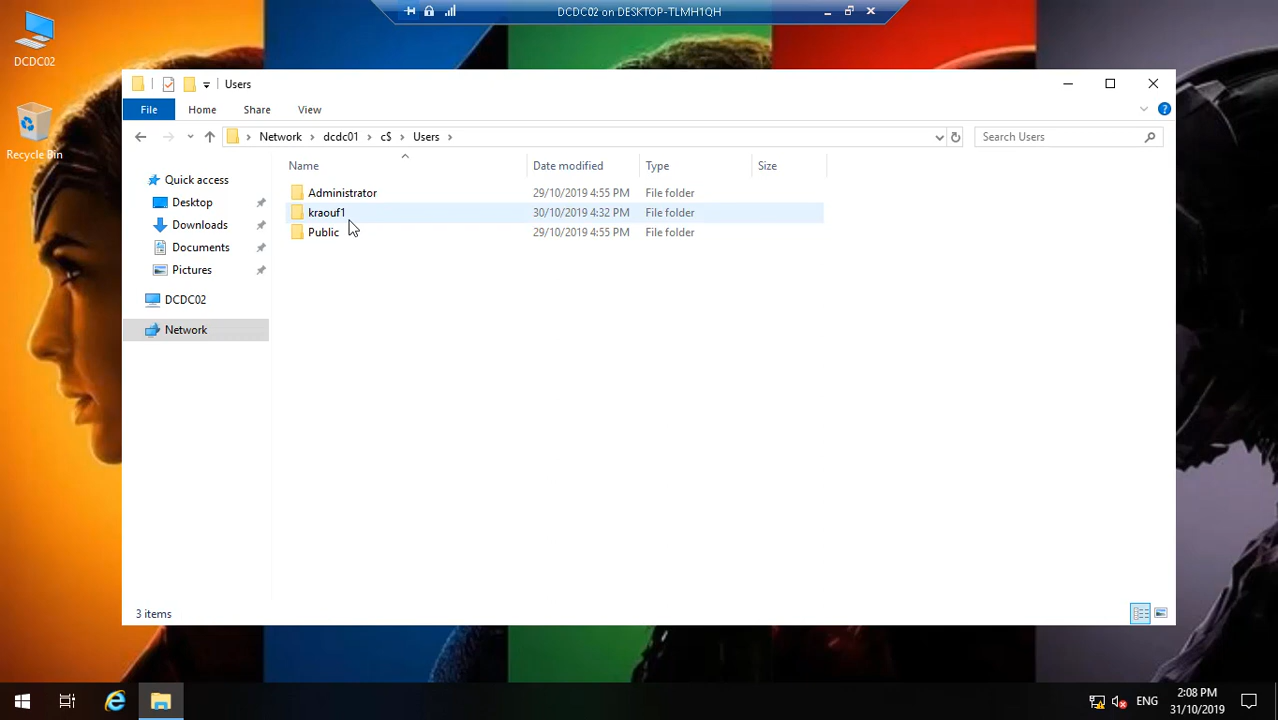 DCDC02 on DESKTOP-TLMH1QH
DCDC02
Recycle Bin
Users
File Home Share View
Network dcdc01 c$ Users
Search Users
Name Date modified Type Size
Administrator 29/10/2019 4:55 PM File folder
kraouf1 30/10/2019 4:32 PM File folder
Public 29/10/2019 4:55 PM File folder
Quick access
Desktop
Downloads
Documents
Pictures
DCDC02
Network
3 items
ENG
2:08 PM
31/10/2019